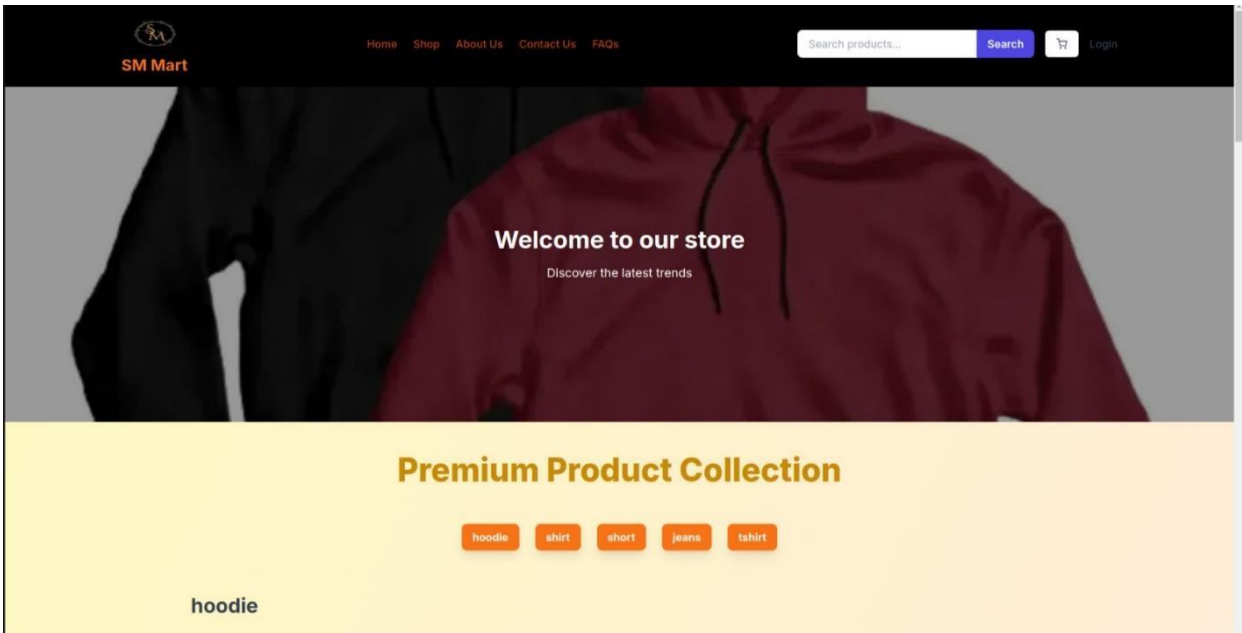 SM
SM Mart
Home Shop About Us Contact Us FAQs
Search products... Search Login
Welcome to our store
Discover the latest trends
Premium Product Collection
hoodie shirt short jeans tshirt
hoodie